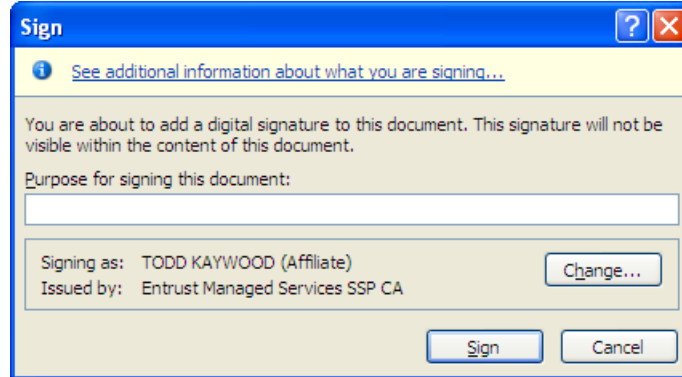 Sign
See additional information about what you are signing...
You are about to add a digital signature to this document. This signature will not be
visible within the content of this document.
Purpose for signing this document:
Signing as: TODD KAYWOOD (Affiliate)
Change...
Issued by: Entrust Managed Services SSP CA
Sign Cancel